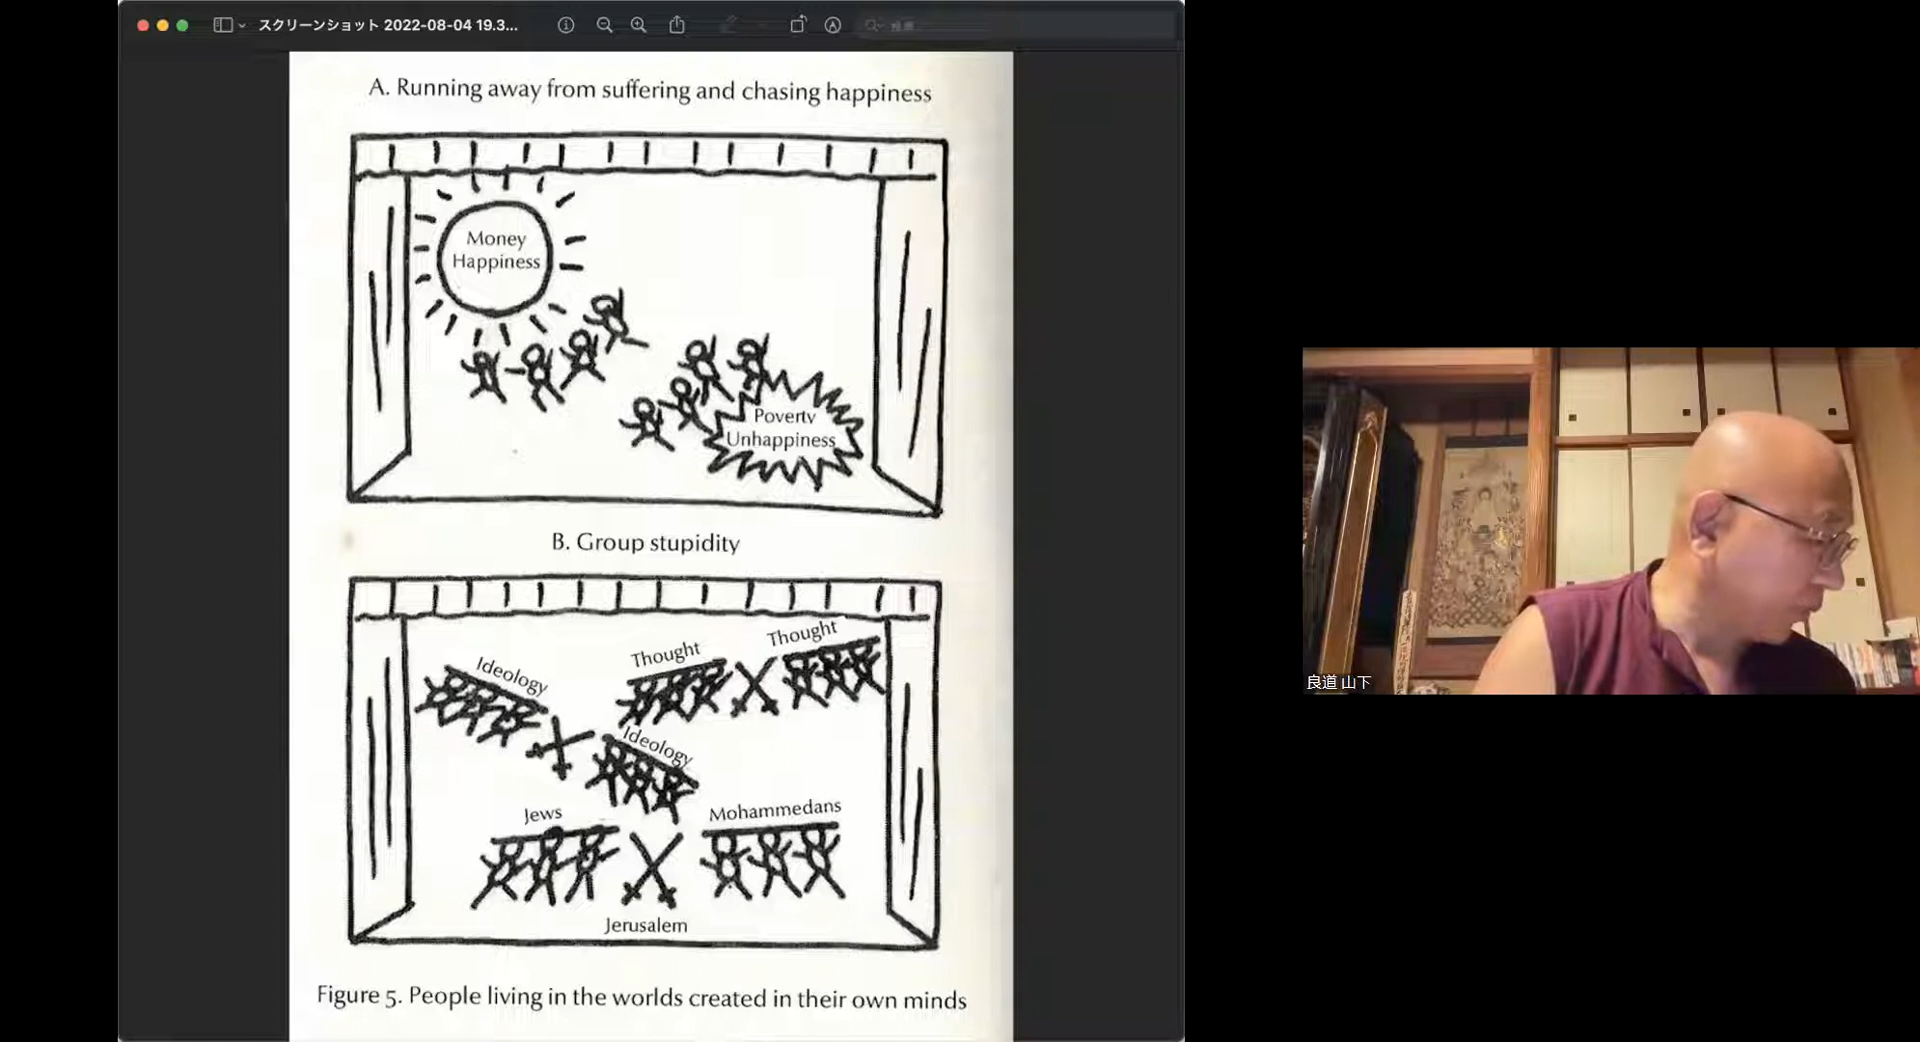 スクリーンショット 2022-08-04 19.3...
A. Running away from suffering and chasing happiness
Money
Happiness
Poverty
Unhappiness
B. Group stupidity
Ideology
Thought
Thought
Ideology
Jews
Mohammedans
Jerusalem
Figure 5. People living in the worlds created in their own minds
良道 山下